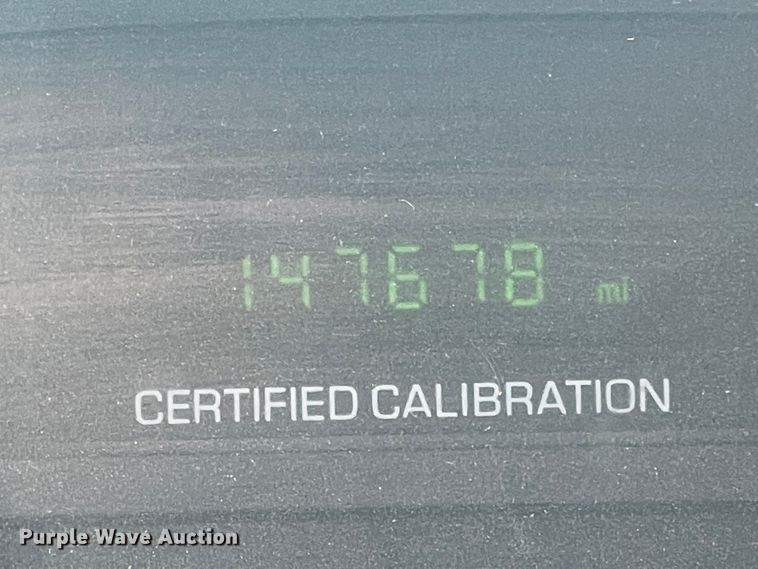 147678 mi
CERTIFIED CALIBRATION
Purple Wave Auction